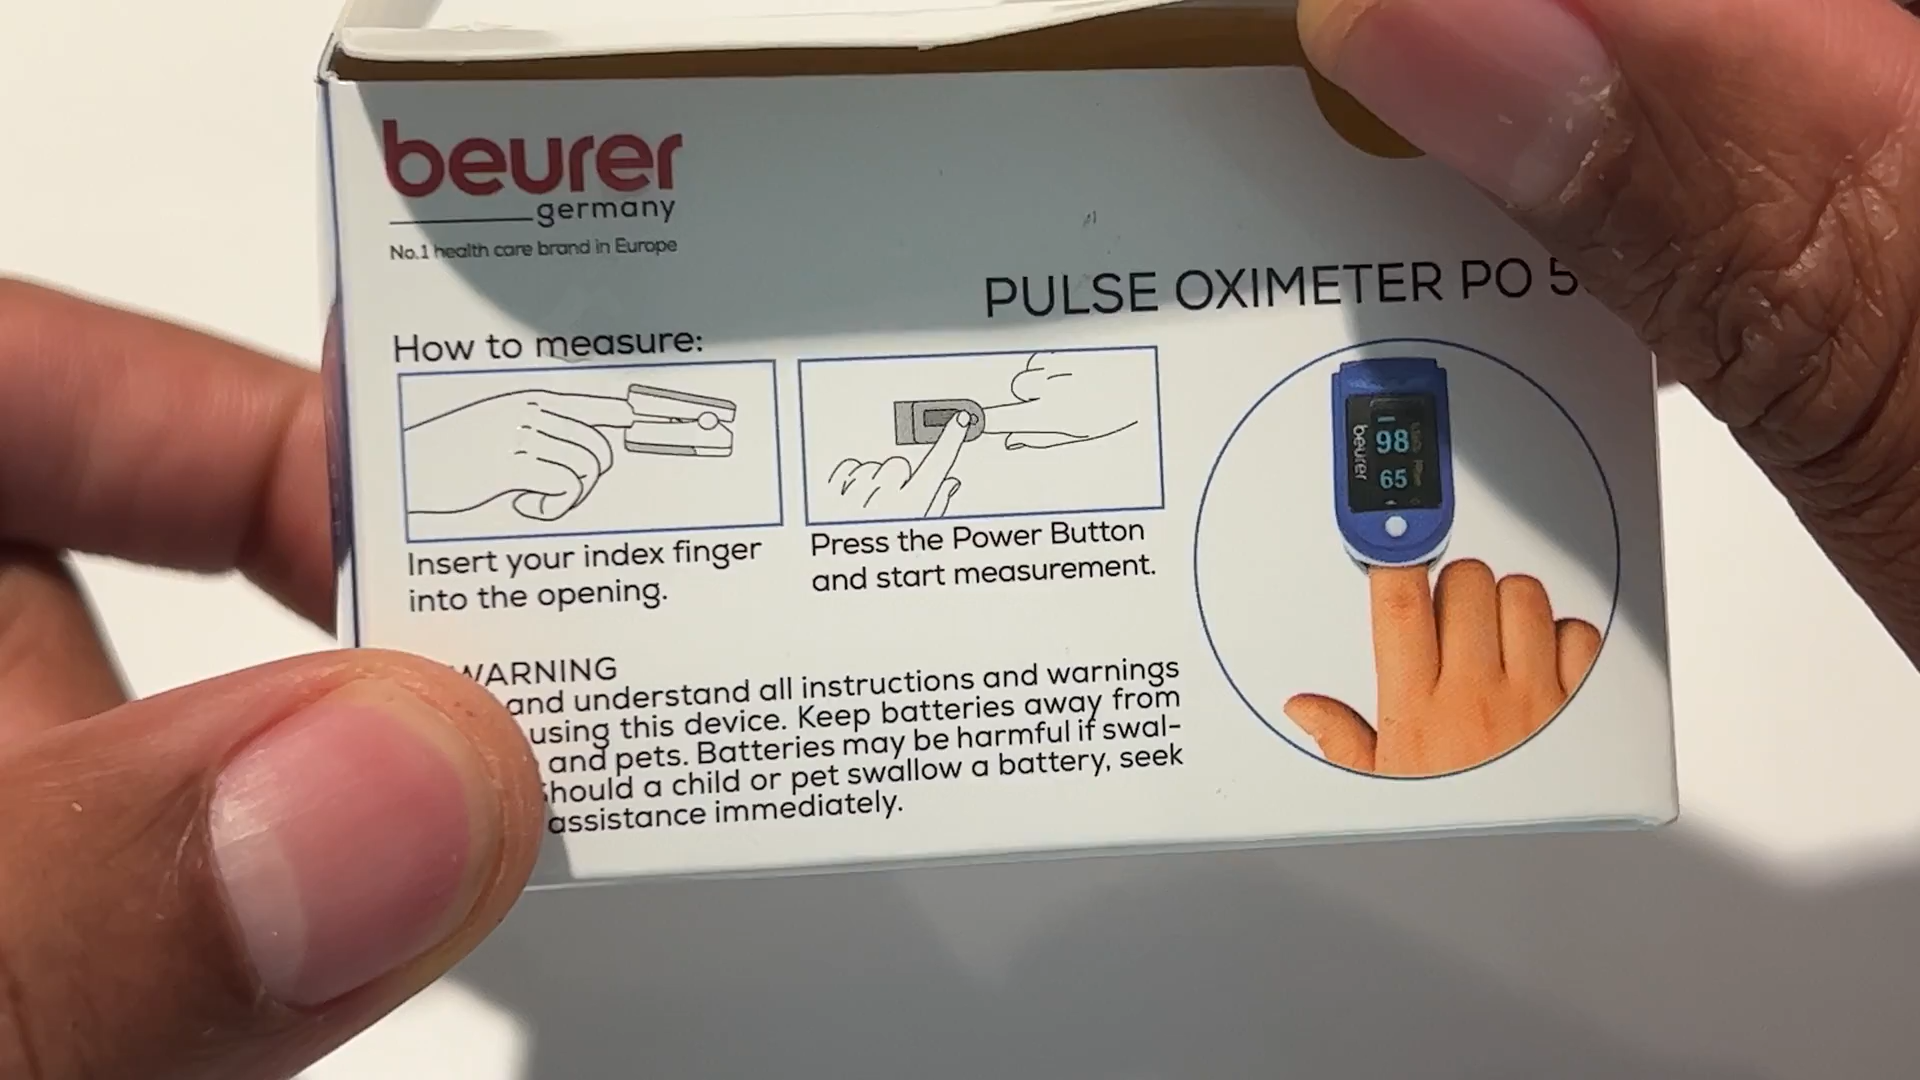 beurer
germany
No.1 health care brand in Europe
PULSE OXIMETER PO 5
How to measure:
Insert your index finger
into the opening.
Press the Power Button
and start measurement.
98
65
beurer
WARNING
and understand all instructions and warnings
using this device. Keep batteries away from
and pets. Batteries may be harmful if swal-
should a child or pet swallow a battery, seek
assistance immediately.